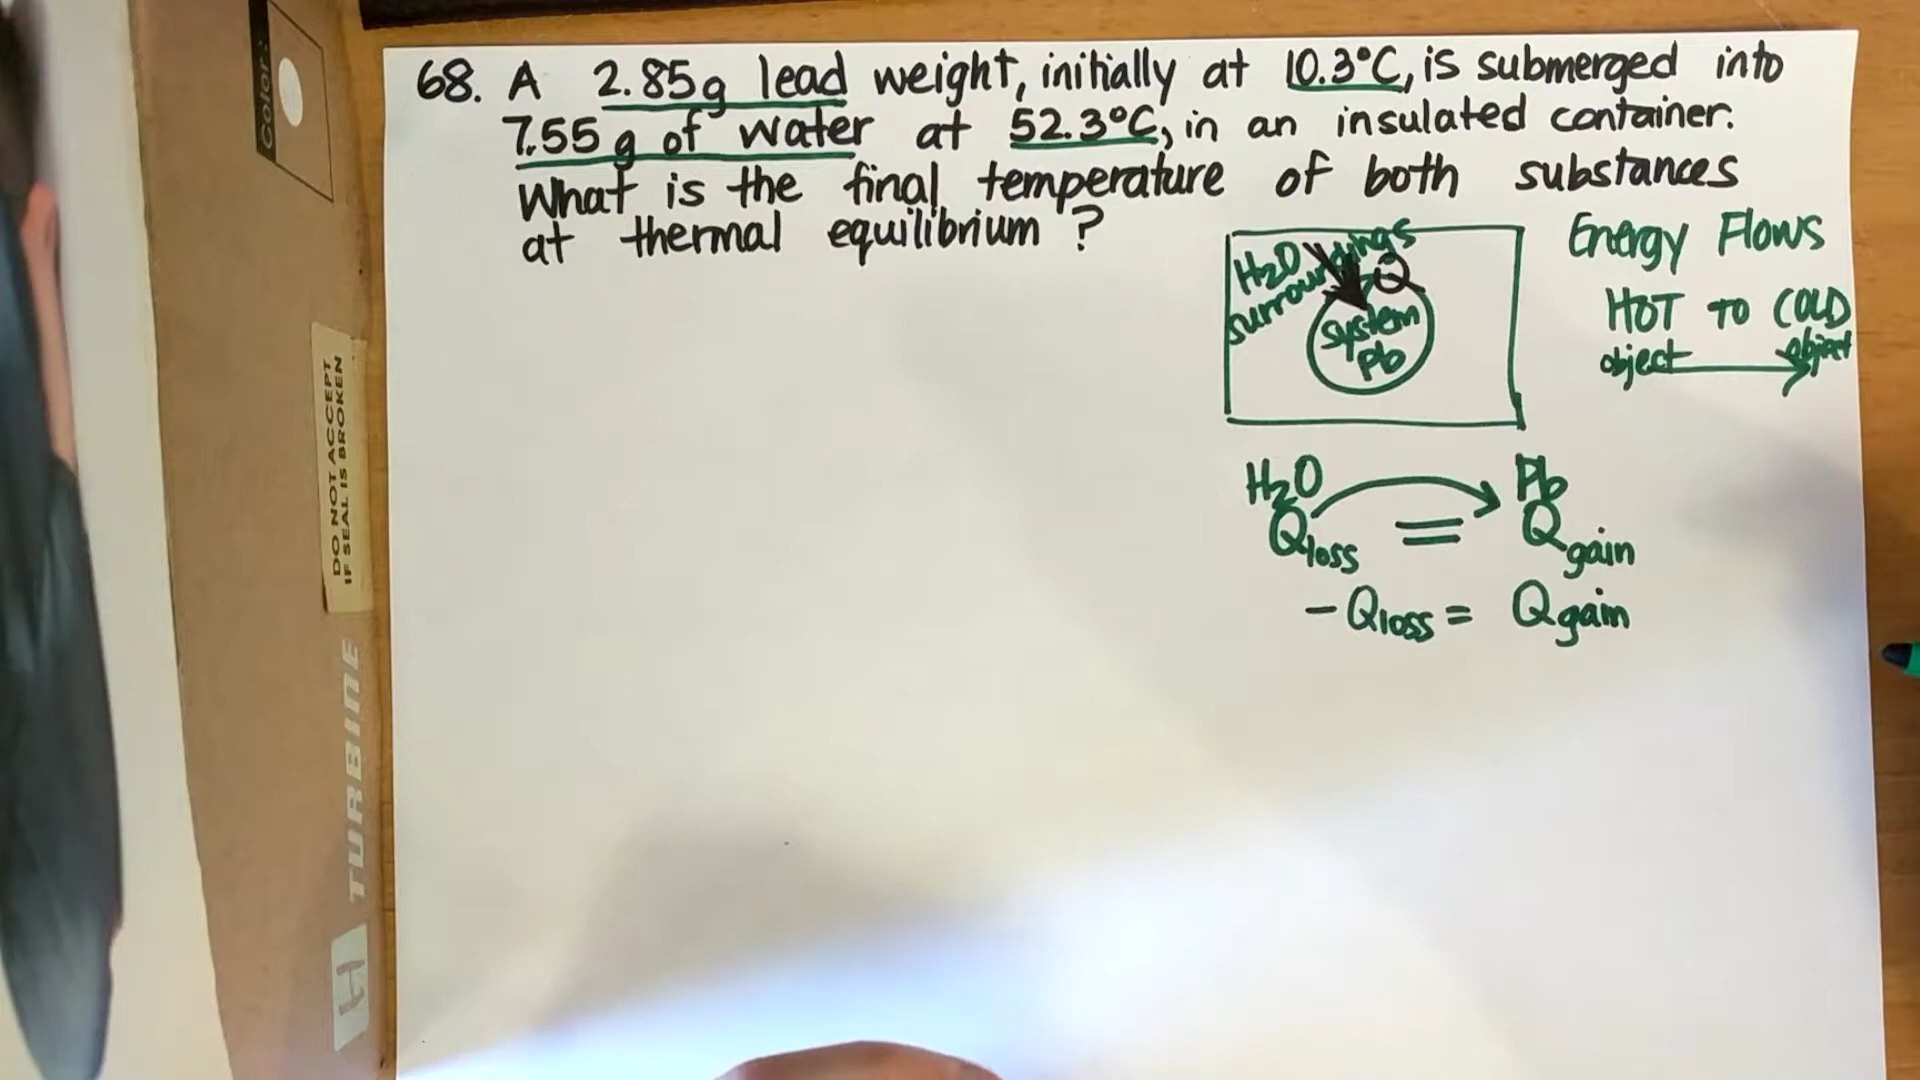 68. A 2.85g lead weight, initially at 10.3°C, is submerged into
7.55 g of water at 52.3°C, in an insulated container.
What is the final temperature of both substances
at thermal equilibrium?
H2O surroundings
Q
system
Pb
Energy Flows
HOT TO COLD
object object
H2O Pb
Qloss = Qgain
- Qloss = Qgain
Color:
DO NOT ACCEPT
IF SEAL IS BROKEN
TURBINE
H